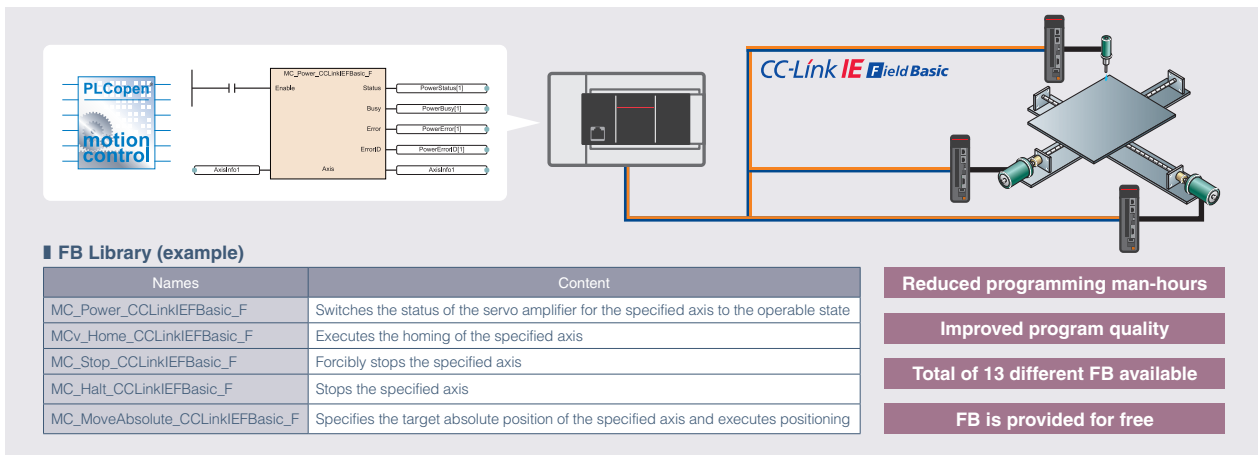 PLCopen
motion
control
MC_Power_CCLinkIEFBasic_F
Enable Status PowerStatus[1]
Busy PowerBusy[1]
Error PowerError[1]
ErrorID PowerErrorID[1]
AxisInfo1 Axis AxisInfo1
CC-Link IE Field Basic
FB Library (example)
Names Content
MC_Power_CCLinkIEFBasic_F Switches the status of the servo amplifier for the specified axis to the operable state
MCv_Home_CCLinkIEFBasic_F Executes the homing of the specified axis
MC_Stop_CCLinkIEFBasic_F Forcibly stops the specified axis
MC_Halt_CCLinkIEFBasic_F Stops the specified axis
MC_MoveAbsolute_CCLinkIEFBasic_F Specifies the target absolute position of the specified axis and executes positioning
Reduced programming man-hours
Improved program quality
Total of 13 different FB available
FB is provided for free